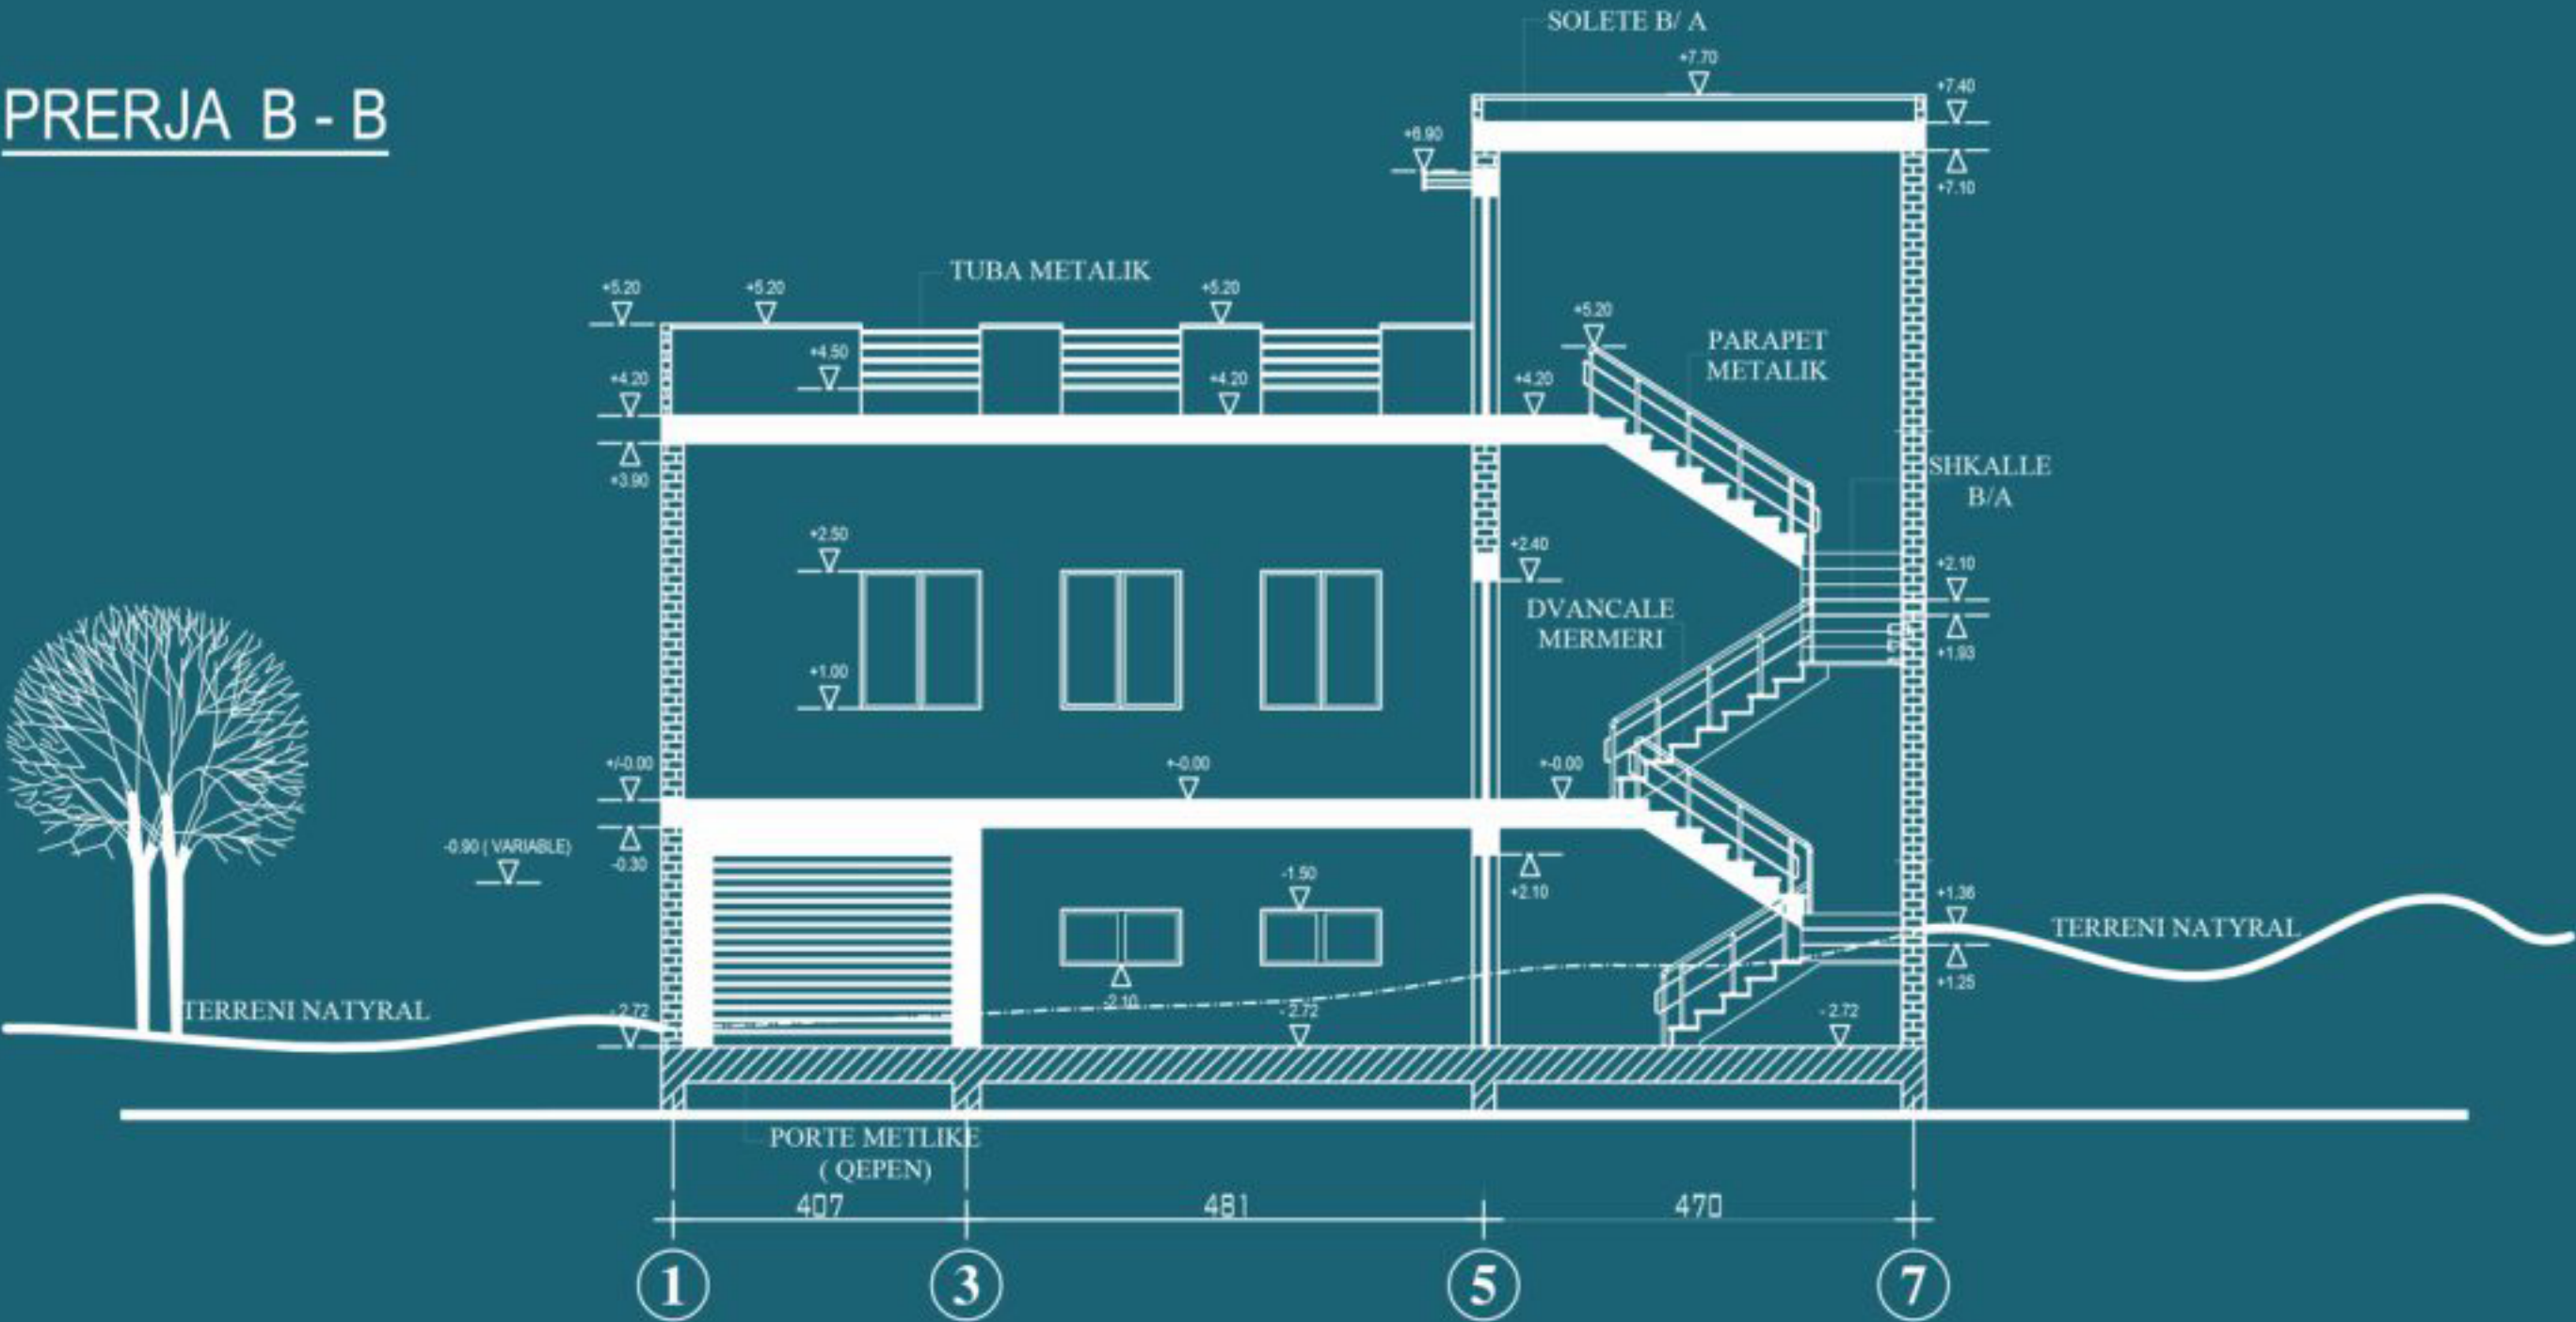 SOLETE B/ A
+7.70
PRERJA B - B
+7.40
+6.90
+7.10
TUBA METALIK
+5.20
+5.20
+5.20
+5.20
PARAPET
METALIK
+4.50
+4.20
+4.20
+4.20
+3.90
SHKALLE
B/A
+2.50
+2.40
+2.10
DVANCALE
MERMERI
+1.93
+1.00
+/-0.00
+-0.00
+-0.00
-0.90 ( VARIABLE)
-0.30
-1.50
+2.10
+1.36
TERRENI NATYRAL
+1.25
-2.10
TERRENI NATYRAL
- 2.72
- 2.72
- 2.72
PORTE METLIKE
( QEPEN)
407
481
470
1
3
5
7